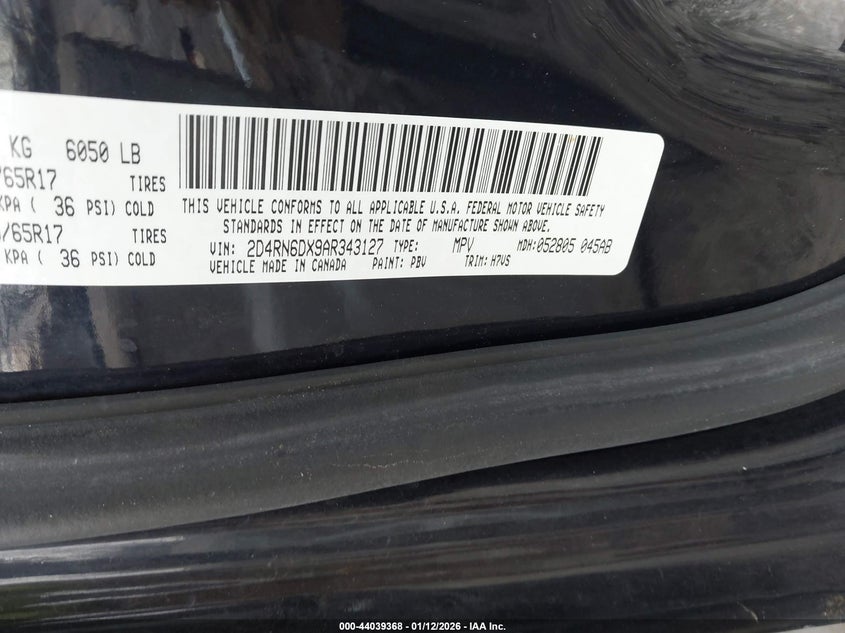 KG 6050 LB
/65R17 TIRES
KPA ( 36 PSI) COLD
/65R17 TIRES
KPA ( 36 PSI) COLD
THIS VEHICLE CONFORMS TO ALL APPLICABLE U.S.A. FEDERAL MOTOR VEHICLE SAFETY
STANDARDS IN EFFECT ON THE DATE OF MANUFACTURE SHOWN ABOVE.
VIN: 2D4RN6DX9AR343127 TYPE: MPV MDH:052805 045AB
VEHICLE MADE IN CANADA PAINT: PBV TRIM: H7VS
000-44039368 - 01/12/2026 - IAA Inc.